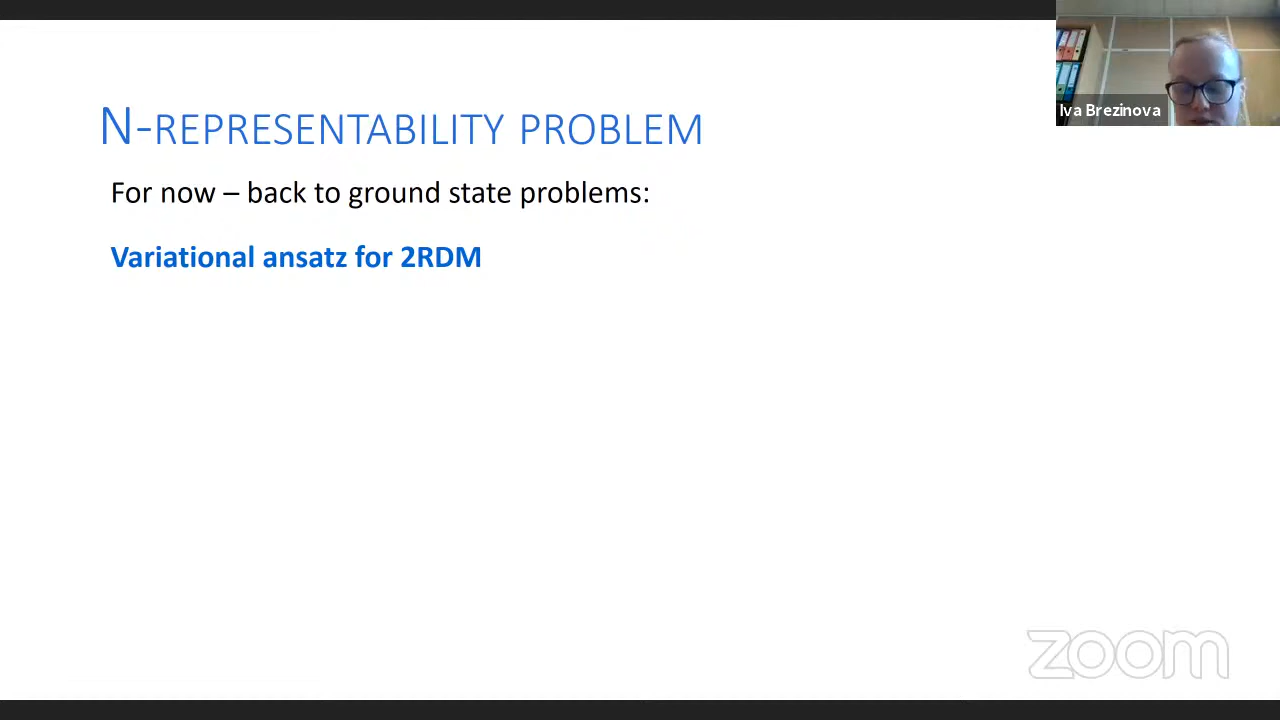 N-REPRESENTABILITY PROBLEM
For now – back to ground state problems:
Variational ansatz for 2RDM
Iva Brezinova
zoom